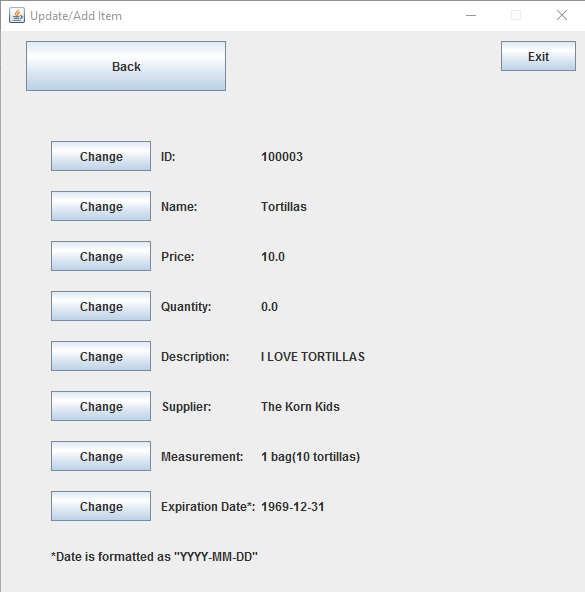 Update/Add Item
Back
Exit
Change ID: 100003
Change Name: Tortillas
Change Price: 10.0
Change Quantity: 0.0
Change Description: I LOVE TORTILLAS
Change Supplier: The Korn Kids
Change Measurement: 1 bag(10 tortillas)
Change Expiration Date*: 1969-12-31
*Date is formatted as "YYYY-MM-DD"